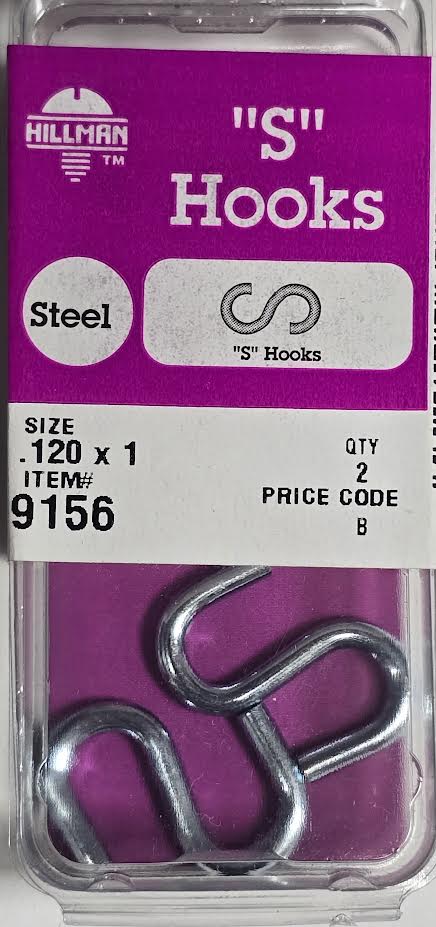 HILLMAN
TM
"S"
Hooks
Steel
"S" Hooks
SIZE
.120 x 1
ITEM#
9156
QTY
2
PRICE CODE
B